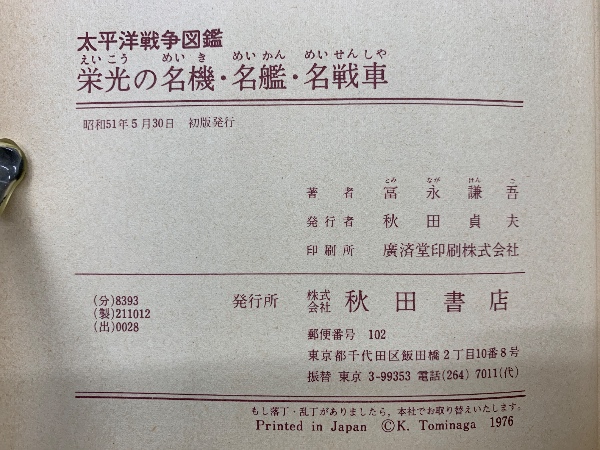 太平洋戦争図鑑
えいこう めいき めいかん めいせんしゃ
栄光の名機・名艦・名戦車
昭和51年5月30日 初版発行
とみ なが けん ご
著者 冨永謙吾
発行者 秋田貞夫
印刷所 廣済堂印刷株式会社
(分)8393
(製)211012
(出)0028
発行所 株式会社 秋田書店
郵便番号 102
東京都千代田区飯田橋2丁目10番8号
振替 東京 3-99353 電話(264) 7011(代)
もし落丁・乱丁がありましたら、本社でお取り替えいたします。
Printed in Japan ©K. Tominaga 1976